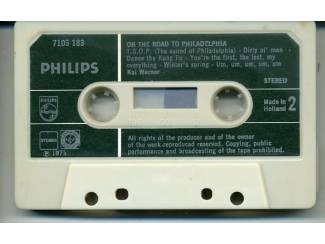 7105 183
ON THE ROAD TO PHILADELPHIA
T.S.O.P. (The sound of Philadelphia) - Dirty ol' man
Dance the Kung Fu - You're the first, the last, my
everything - Winter's spring - Um, um, um, um, um
Kai Warner
PHILIPS
STEREO
PHILIPS
Made in
Holland 2
STEREO
℗ 1975
All rights of the producer and of the owner
of the work reproduced reserved. Copying, public
performance and broadcasting of the tape prohibited.